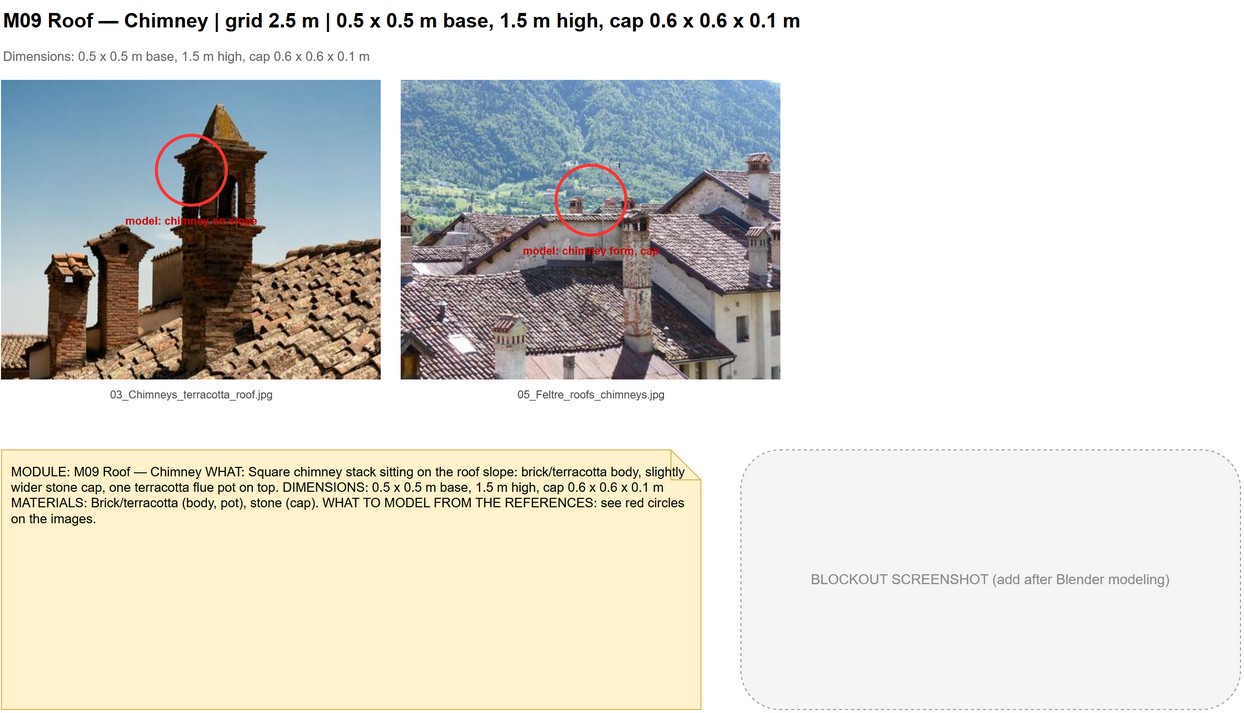 M09 Roof — Chimney | grid 2.5 m | 0.5 x 0.5 m base, 1.5 m high, cap 0.6 x 0.6 x 0.1 m
Dimensions: 0.5 x 0.5 m base, 1.5 m high, cap 0.6 x 0.6 x 0.1 m
model: chimney on slope
model: chimney form, cap
03_Chimneys_terracotta_roof.jpg
05_Feltre_roofs_chimneys.jpg
MODULE: M09 Roof — Chimney WHAT: Square chimney stack sitting on the roof slope: brick/terracotta body, slightly
wider stone cap, one terracotta flue pot on top. DIMENSIONS: 0.5 x 0.5 m base, 1.5 m high, cap 0.6 x 0.6 x 0.1 m
MATERIALS: Brick/terracotta (body, pot), stone (cap). WHAT TO MODEL FROM THE REFERENCES: see red circles
on the images.
BLOCKOUT SCREENSHOT (add after Blender modeling)